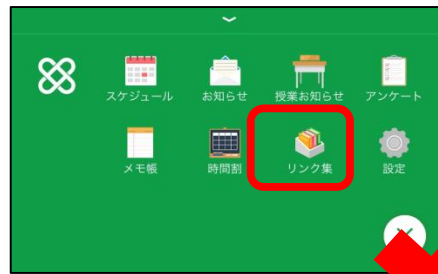 スケジュール
お知らせ
授業お知らせ
アンケート
メモ帳
時間割
リンク集
設定